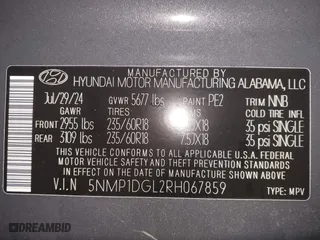 MANUFACTURED BY
HYUNDAI MOTOR MANUFACTURING ALABAMA, LLC
Jul/29/24 GVWR 5677 lbs PAINT PE2 TRIM NNB
GAWR TIRES RIMS COLD TIRE INF.
FRONT 2955 lbs 235/60R18 7.5JX18 35 psi SINGLE
REAR 3109 lbs 235/60R18 7.5JX18 35 psi SINGLE
THIS VEHICLE CONFORMS TO ALL APPLICABLE FEDERAL MOTOR
VEHICLE SAFETY AND THEFT PREVENTION STANDARDS
IN EFFECT ON THE DATE OF MANUFACTURE SHOWN ABOVE.
V.I.N 5NMP1DGL2RH067859 TYPE: MPV
DREAMBID